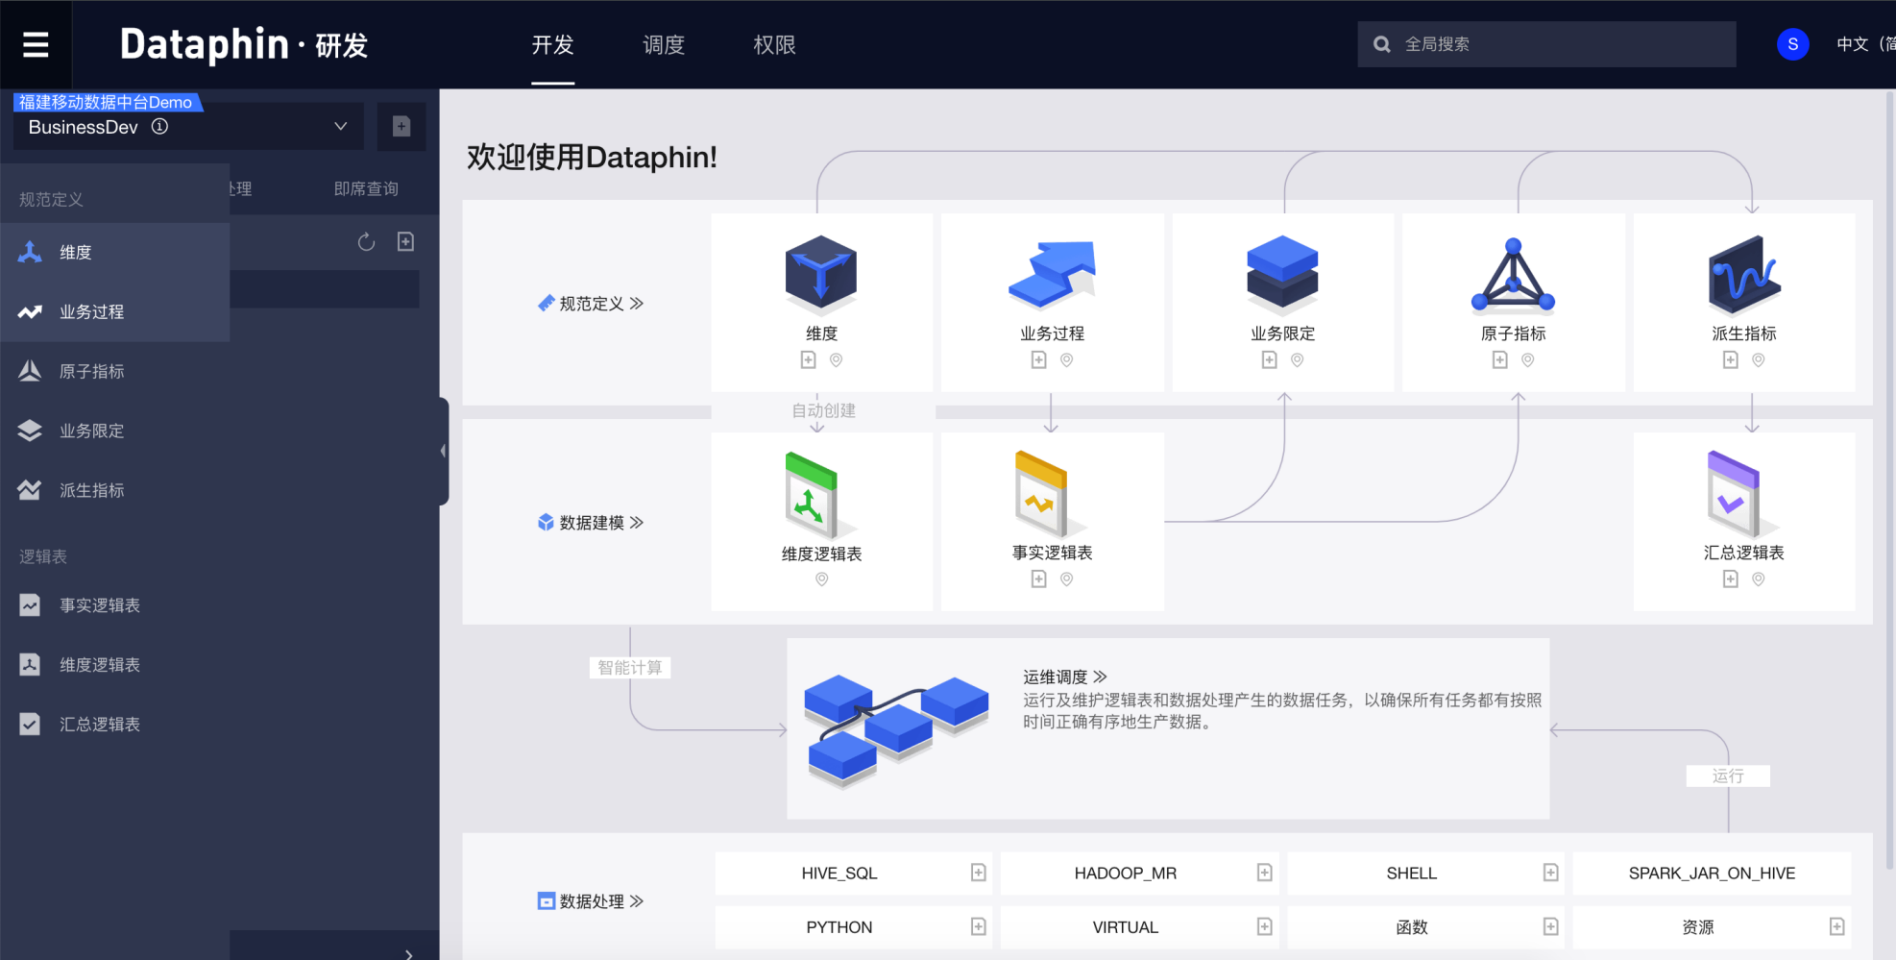 Dataphin · 研发
开发
调度
权限
全局搜索
S
中文（简
福建移动数据中台Demo
BusinessDev
处理
即席查询
规范定义
维度
业务过程
原子指标
业务限定
派生指标
逻辑表
事实逻辑表
维度逻辑表
汇总逻辑表
欢迎使用Dataphin!
规范定义
维度
业务过程
业务限定
原子指标
派生指标
自动创建
数据建模
维度逻辑表
事实逻辑表
汇总逻辑表
智能计算
运维调度
运行及维护逻辑表和数据处理产生的数据任务，以确保所有任务都有按照
时间正确有序地生产数据。
运行
数据处理
HIVE_SQL
HADOOP_MR
SHELL
SPARK_JAR_ON_HIVE
PYTHON
VIRTUAL
函数
资源